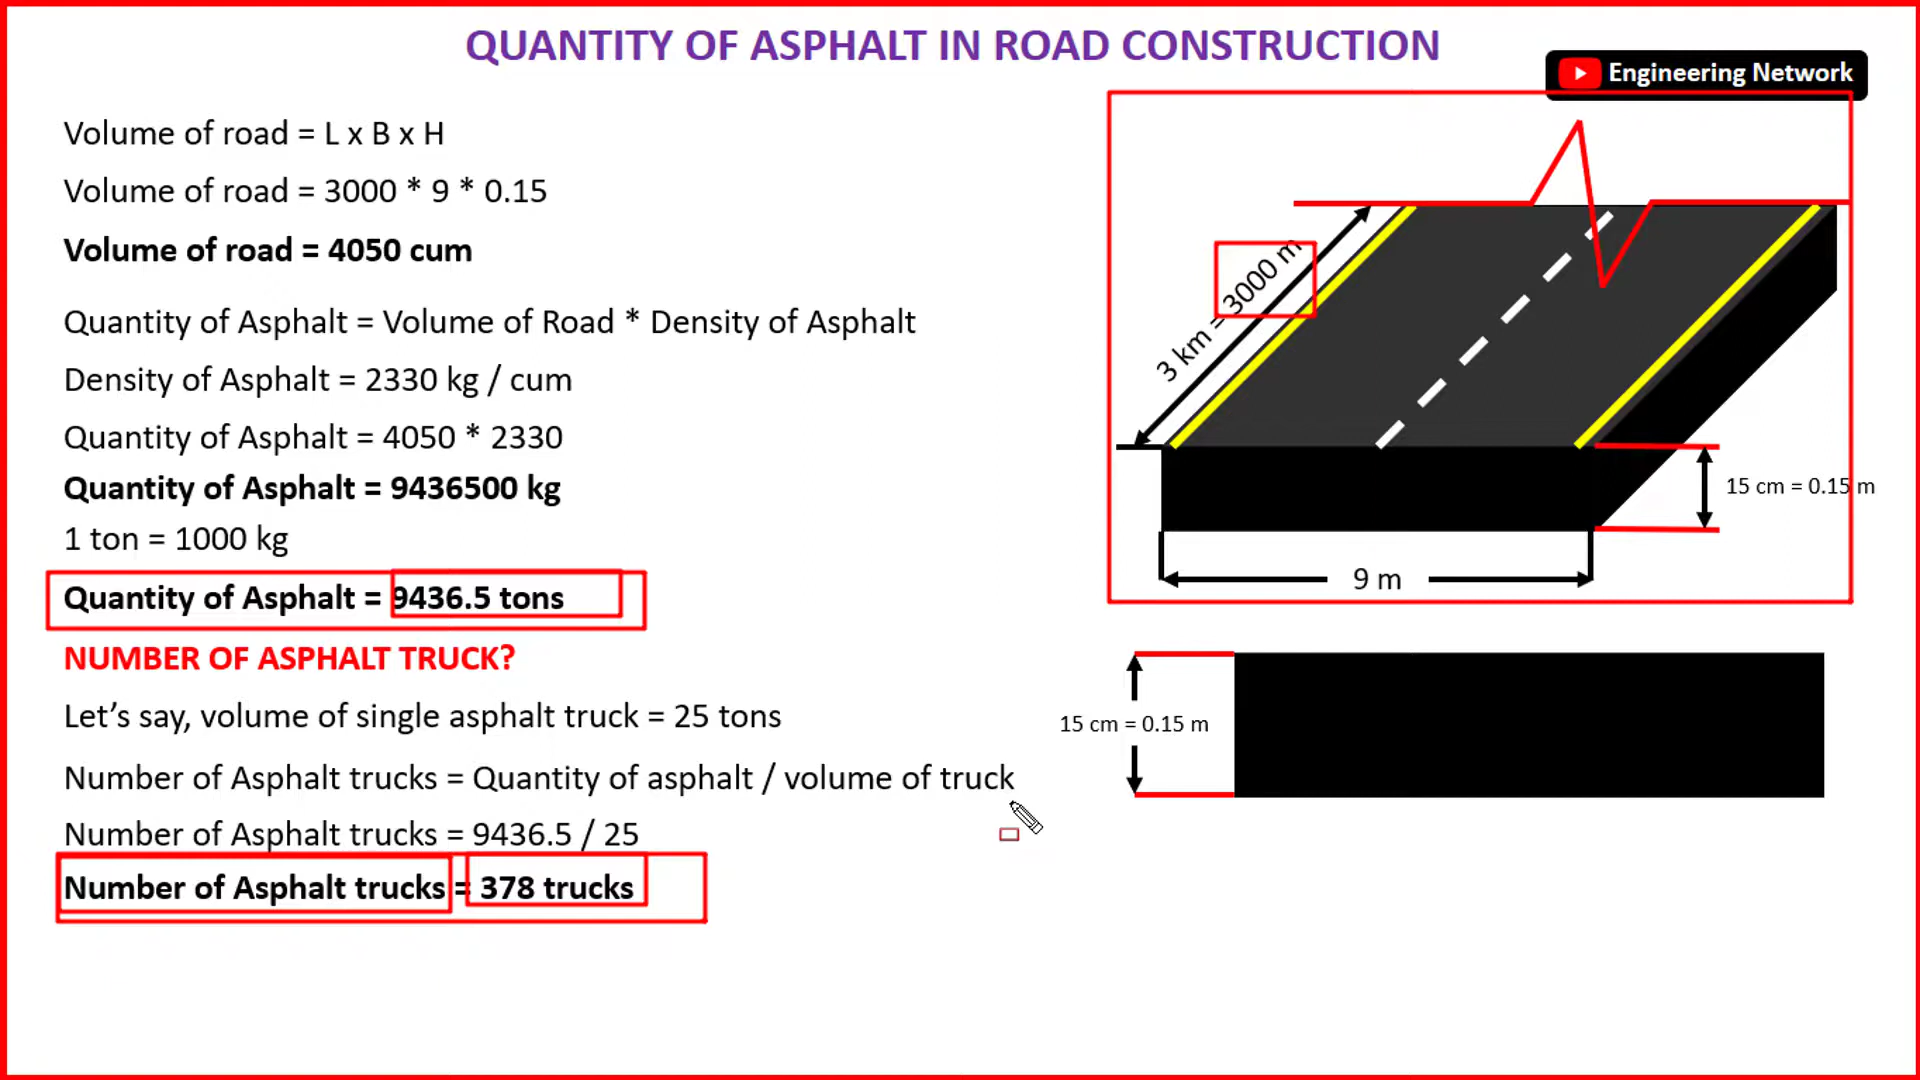 QUANTITY OF ASPHALT IN ROAD CONSTRUCTION
Engineering Network
Volume of road = L x B x H
Volume of road = 3000 * 9 * 0.15
Volume of road = 4050 cum
Quantity of Asphalt = Volume of Road * Density of Asphalt
Density of Asphalt = 2330 kg / cum
Quantity of Asphalt = 4050 * 2330
Quantity of Asphalt = 9436500 kg
1 ton = 1000 kg
Quantity of Asphalt = 9436.5 tons
NUMBER OF ASPHALT TRUCK?
Let’s say, volume of single asphalt truck = 25 tons
Number of Asphalt trucks = Quantity of asphalt / volume of truck
Number of Asphalt trucks = 9436.5 / 25
Number of Asphalt trucks = 378 trucks
3 km = 3000 m
15 cm = 0.15 m
9 m
15 cm = 0.15 m